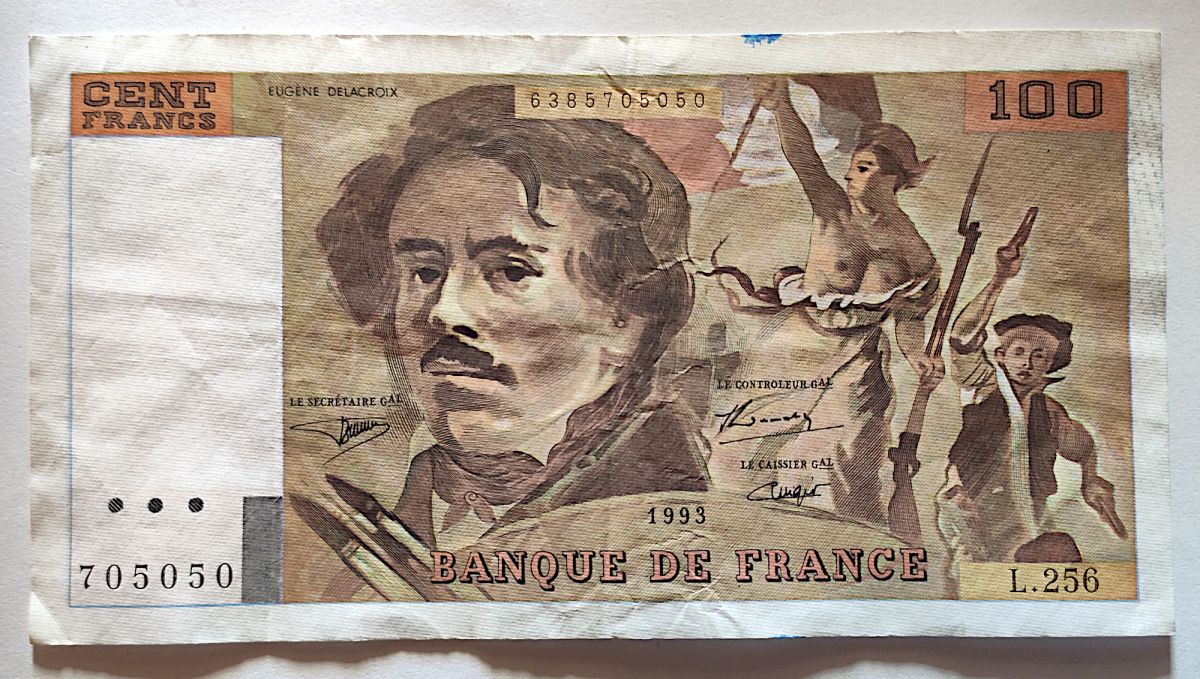 CENT
FRANCS
EUGÈNE DELACROIX
6385705050
100
LE SECRÉTAIRE GAL
LE CONTROLEUR GAL
LE CAISSIER GAL
1993
BANQUE DE FRANCE
705050
L.256